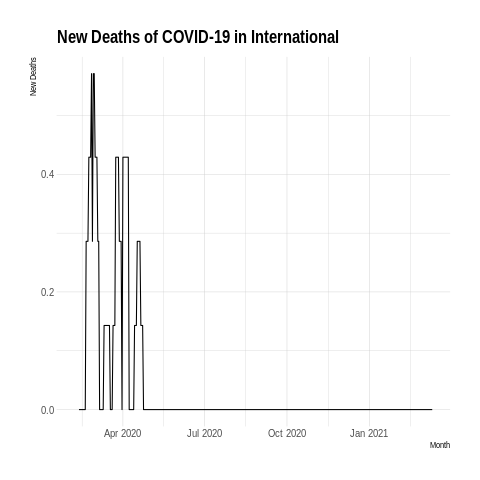 New Deaths of COVID-19 in International
New Deaths
0.4
0.2
0.0
Apr 2020 Jul 2020 Oct 2020 Jan 2021
Month